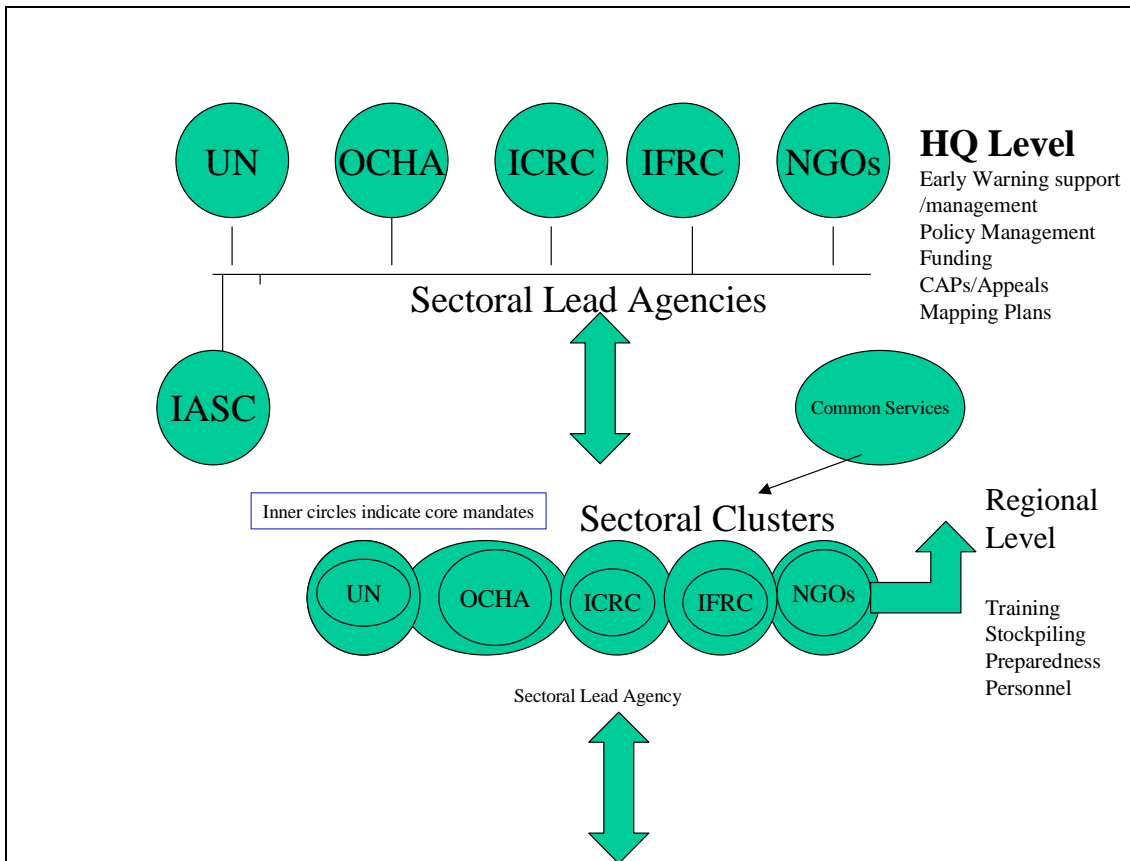 UN
OCHA
ICRC
IFRC
NGOs
HQ Level
Early Warning support
/management
Policy Management
Funding
CAPs/Appeals
Mapping Plans
Sectoral Lead Agencies
IASC
Common Services
Inner circles indicate core mandates
Sectoral Clusters
Regional
Level
UN
OCHA
ICRC
IFRC
NGOs
Training
Stockpiling
Preparedness
Personnel
Sectoral Lead Agency